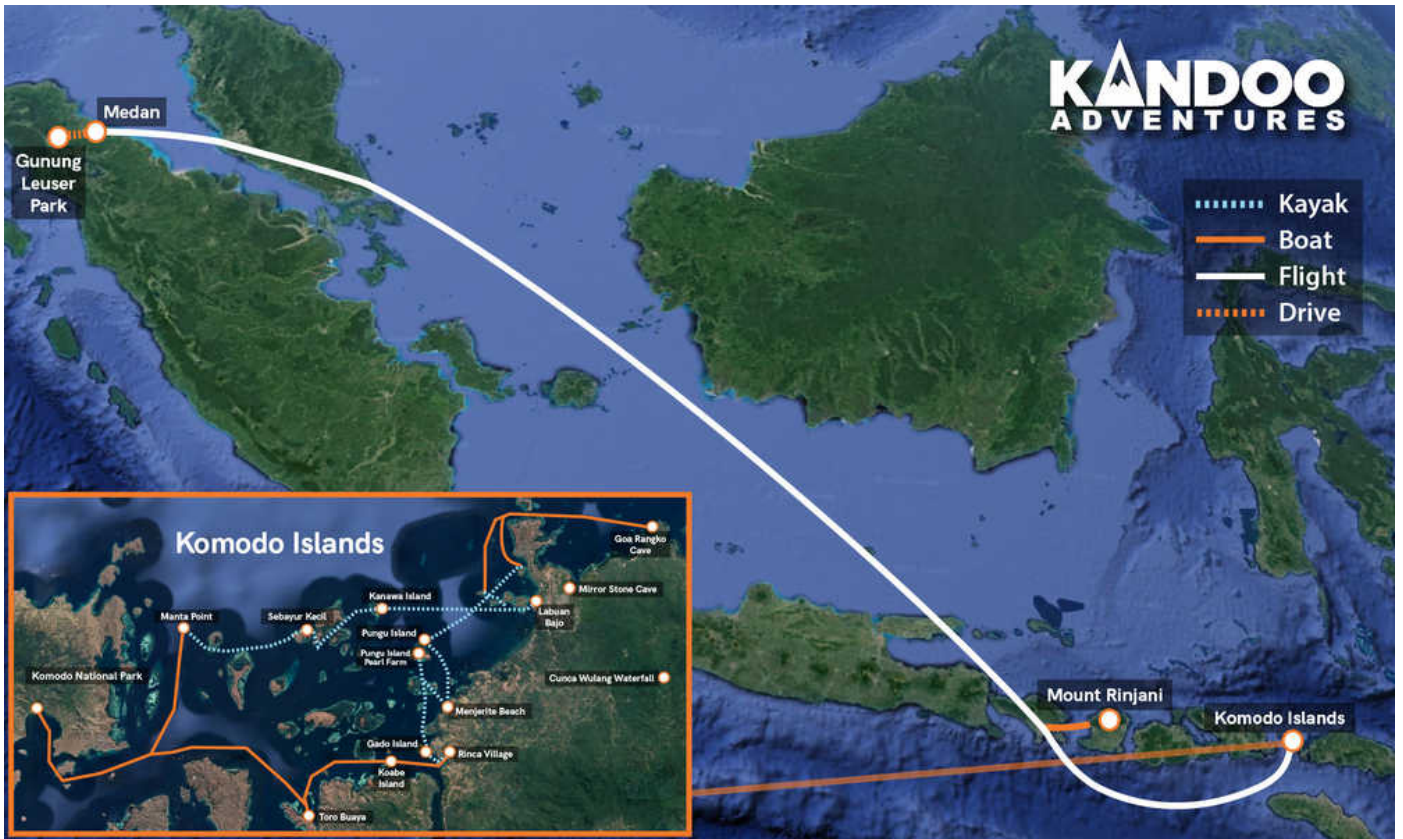 KANDOO
ADVENTURES
Medan
Gunung
Leuser
Park
Kayak
Boat
Flight
Drive
Mount Rinjani
Komodo Islands
Komodo Islands
Goa Rangko
Cave
Mirror Stone Cave
Kanawa Island
Labuan
Bajo
Manta Point
Sebayur Kacil
Pungu Island
Pungu Island
Pearl Farm
Komodo National Park
Cunca Wulang Waterfall
Menjerite Beach
Gado Island
Rinca Village
Koabe
Island
Toro Buaya